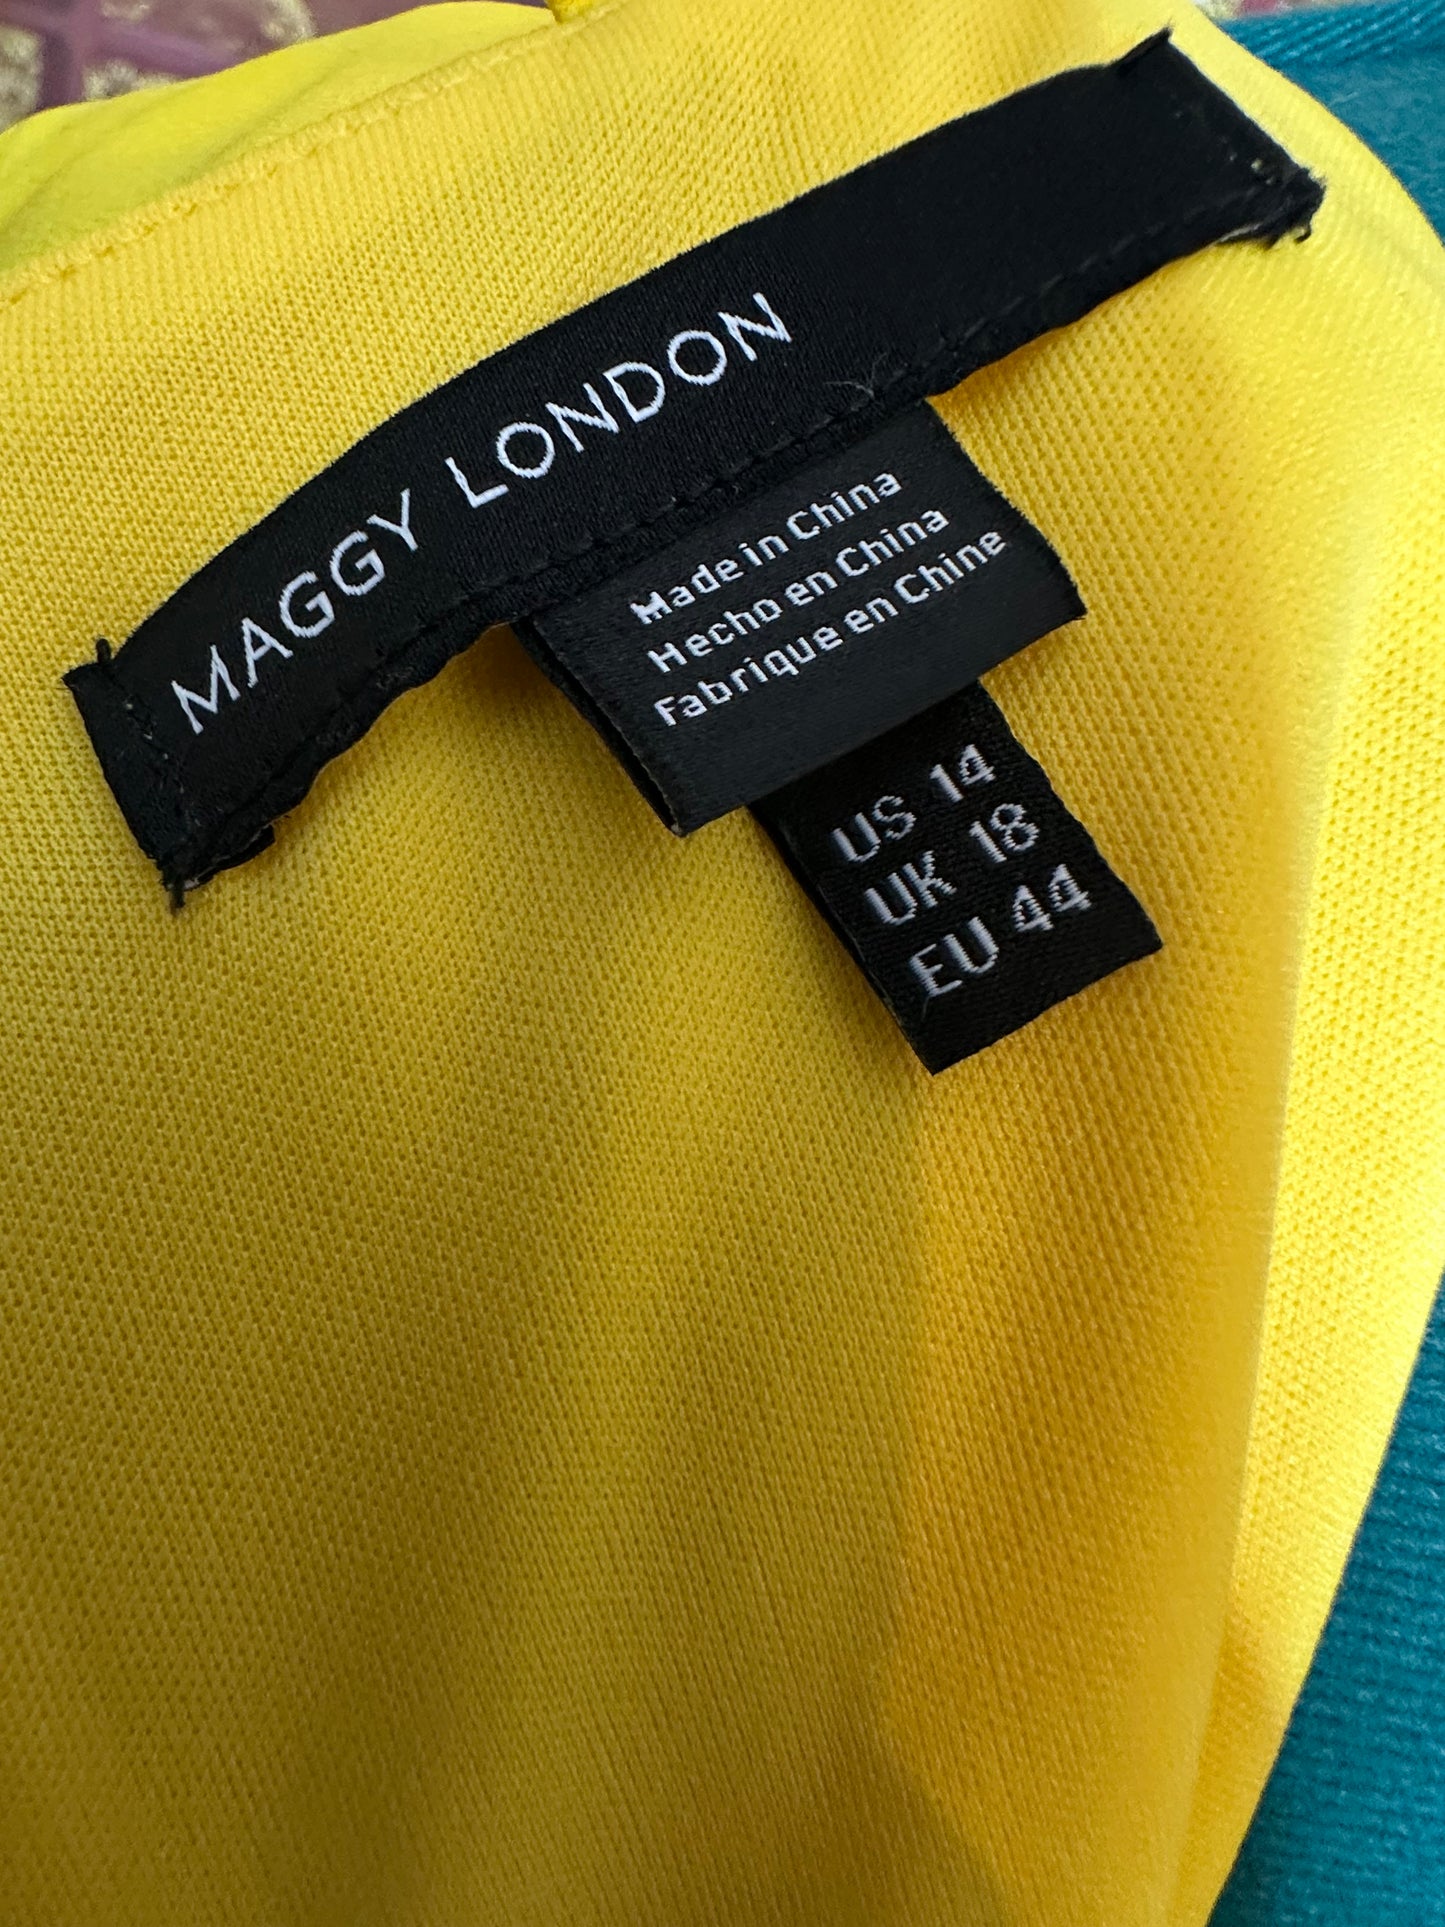 MAGGY LONDON
Made in China
Hecho en China
Fabrique en Chine
US 14
UK 18
EU 44